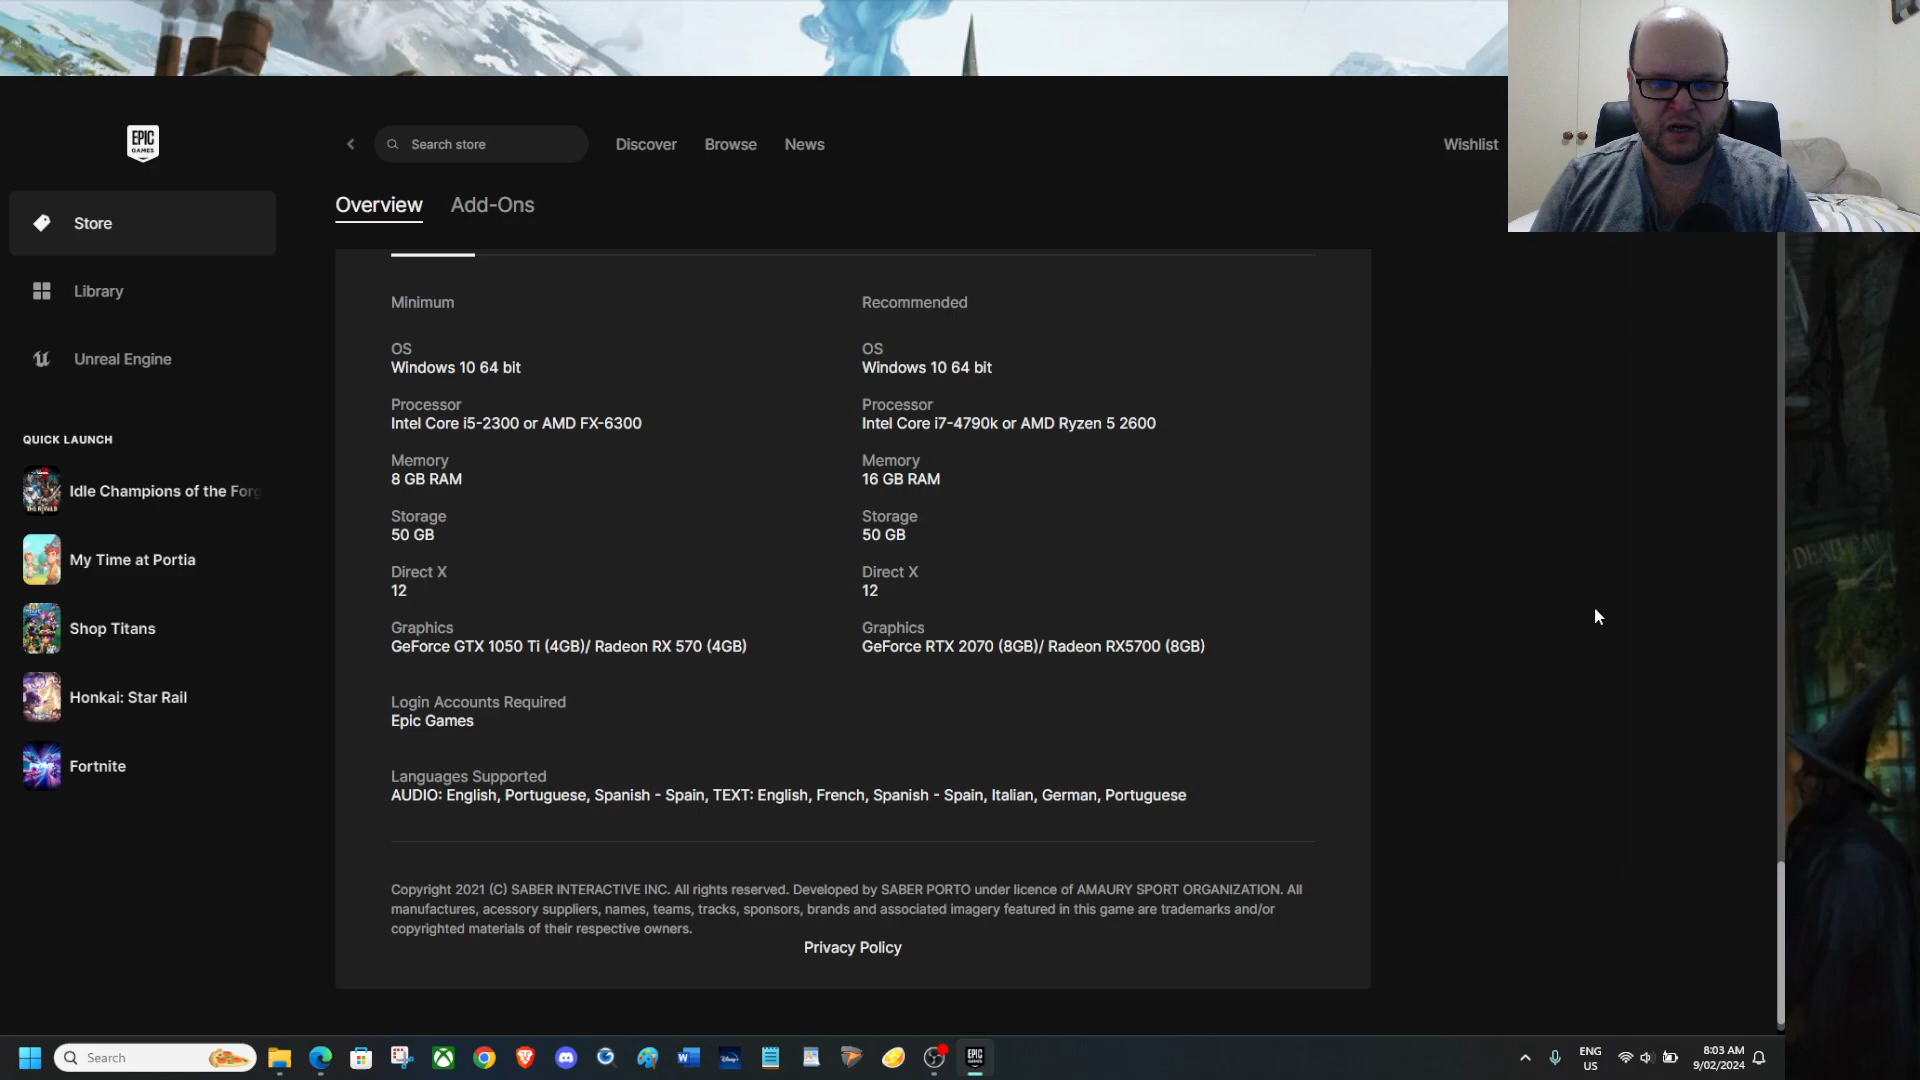 EPIC
GAMES
Search store
Discover
Browse
News
Wishlist
Store
Library
Unreal Engine
QUICK LAUNCH
Idle Champions of the Forg
My Time at Portia
Shop Titans
Honkai: Star Rail
Fortnite
Overview
Add-Ons
Minimum
OS
Windows 10 64 bit
Processor
Intel Core i5-2300 or AMD FX-6300
Memory
8 GB RAM
Storage
50 GB
Direct X
12
Graphics
GeForce GTX 1050 Ti (4GB)/ Radeon RX 570 (4GB)
Recommended
OS
Windows 10 64 bit
Processor
Intel Core i7-4790k or AMD Ryzen 5 2600
Memory
16 GB RAM
Storage
50 GB
Direct X
12
Graphics
GeForce RTX 2070 (8GB)/ Radeon RX5700 (8GB)
Login Accounts Required
Epic Games
Languages Supported
AUDIO: English, Portuguese, Spanish - Spain, TEXT: English, French, Spanish - Spain, Italian, German, Portuguese
Copyright 2021 (C) SABER INTERACTIVE INC. All rights reserved. Developed by SABER PORTO under licence of AMAURY SPORT ORGANIZATION. All
manufactures, acessory suppliers, names, teams, tracks, sponsors, brands and associated imagery featured in this game are trademarks and/or
copyrighted materials of their respective owners.
Privacy Policy
Search
ENG
US
8:03 AM
9/02/2024